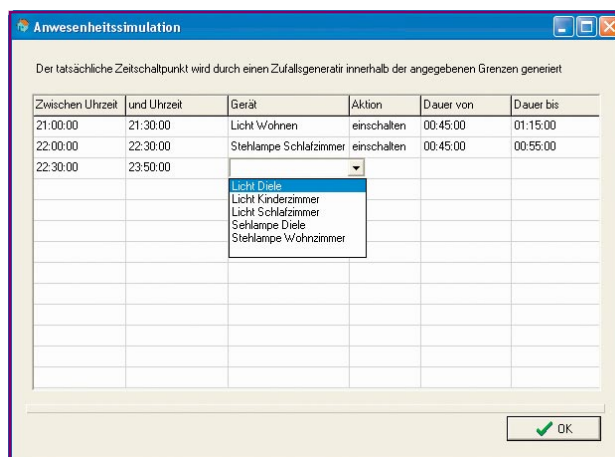 Anwesenheitssimulation
Der tatsächliche Zeitschaltpunkt wird durch einen Zufallsgeneratir innerhalb der angegebenen Grenzen generiert
Zwischen Uhrzeit und Uhrzeit Gerät Aktion Dauer von Dauer bis
21:00:00 21:30:00 Licht Wohnen einschalten 00:45:00 01:15:00
22:00:00 22:30:00 Stehlampe Schlafzimmer einschalten 00:45:00 00:55:00
22:30:00 23:50:00
Licht Diele
Licht Kinderzimmer
Licht Schlafzimmer
Sehlampe Diele
Stehlampe Wohnzimmer
OK